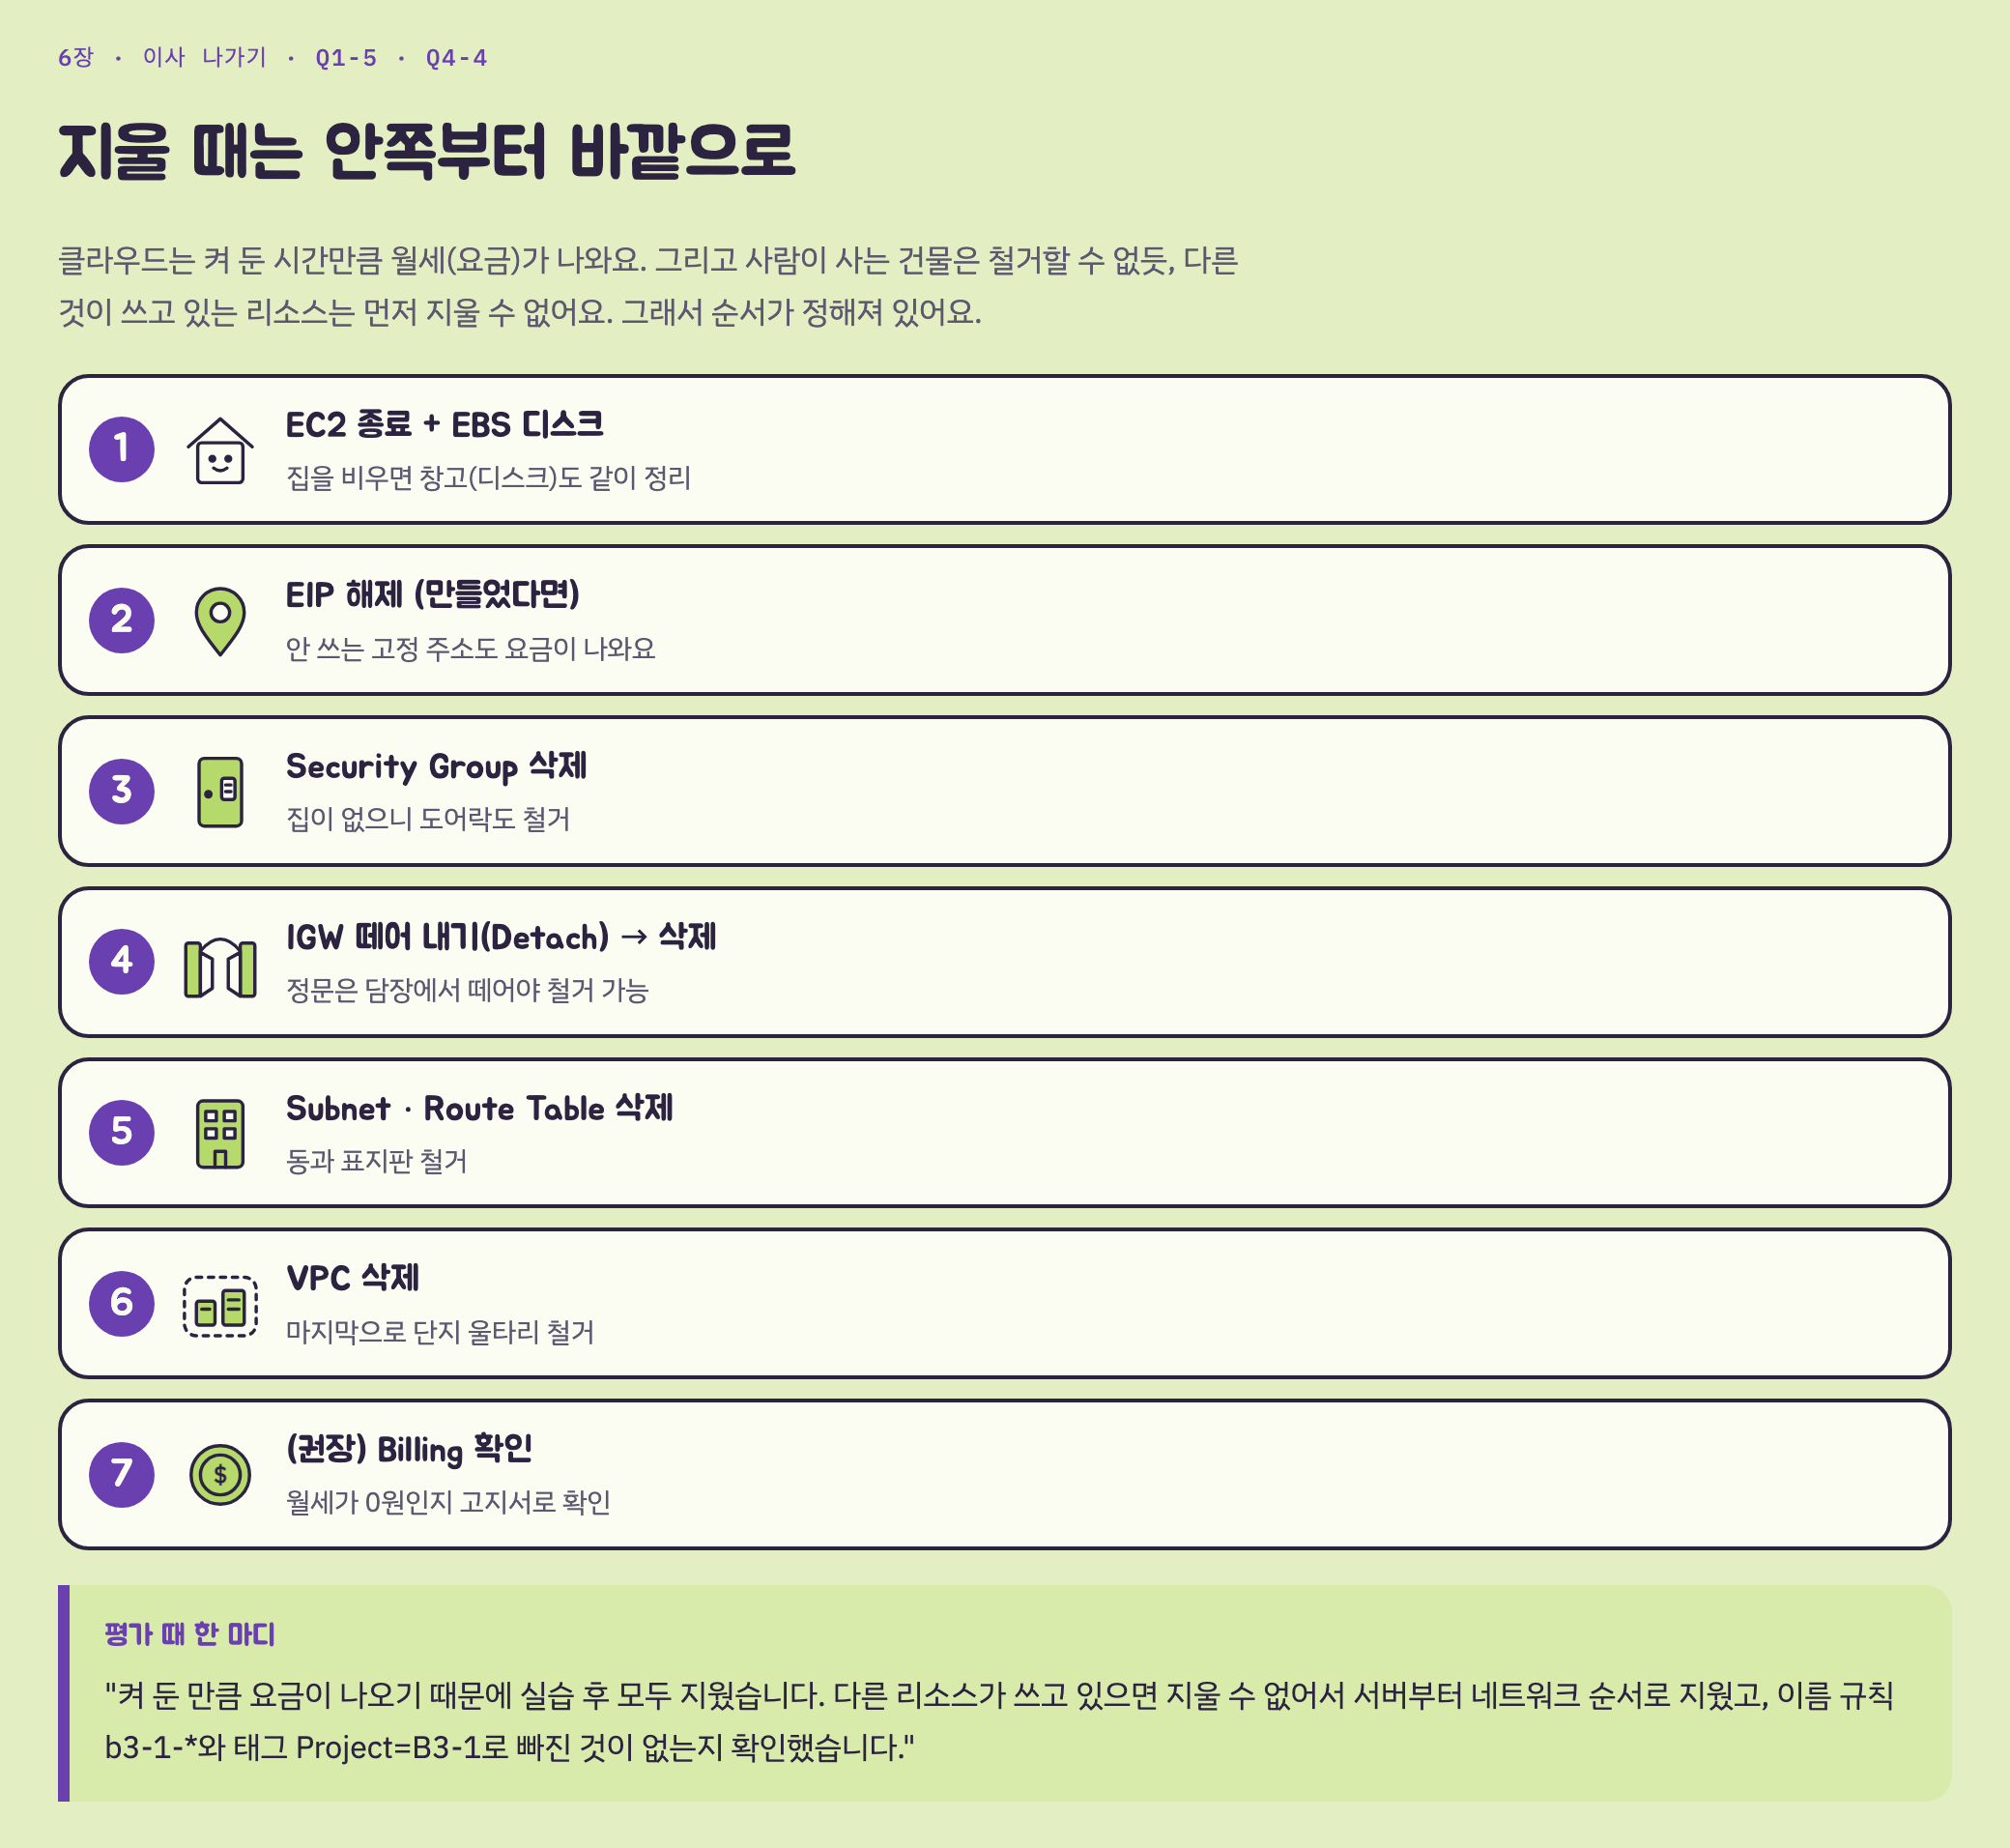 6장 · 이사 나가기 · Q1-5 · Q4-4
지울 때는 안쪽부터 바깥으로
클라우드는 켜 둔 시간만큼 월세(요금)가 나와요. 그리고 사람이 사는 건물은 철거할 수 없듯, 다른
것이 쓰고 있는 리소스는 먼저 지울 수 없어요. 그래서 순서가 정해져 있어요.
1
EC2 종료 + EBS 디스크
집을 비우면 창고(디스크)도 같이 정리
2
EIP 해제 (만들었다면)
안 쓰는 고정 주소도 요금이 나와요
3
Security Group 삭제
집이 없으니 도어락도 철거
4
IGW 떼어 내기(Detach) → 삭제
정문은 담장에서 떼어야 철거 가능
5
Subnet · Route Table 삭제
동과 표지판 철거
6
VPC 삭제
마지막으로 단지 울타리 철거
7
$
(권장) Billing 확인
월세가 0원인지 고지서로 확인
평가 때 한 마디
"켜 둔 만큼 요금이 나오기 때문에 실습 후 모두 지웠습니다. 다른 리소스가 쓰고 있으면 지울 수 없어서 서버부터 네트워크 순서로 지웠고, 이름 규칙
b3-1-*와 태그 Project=B3-1로 빠진 것이 없는지 확인했습니다."